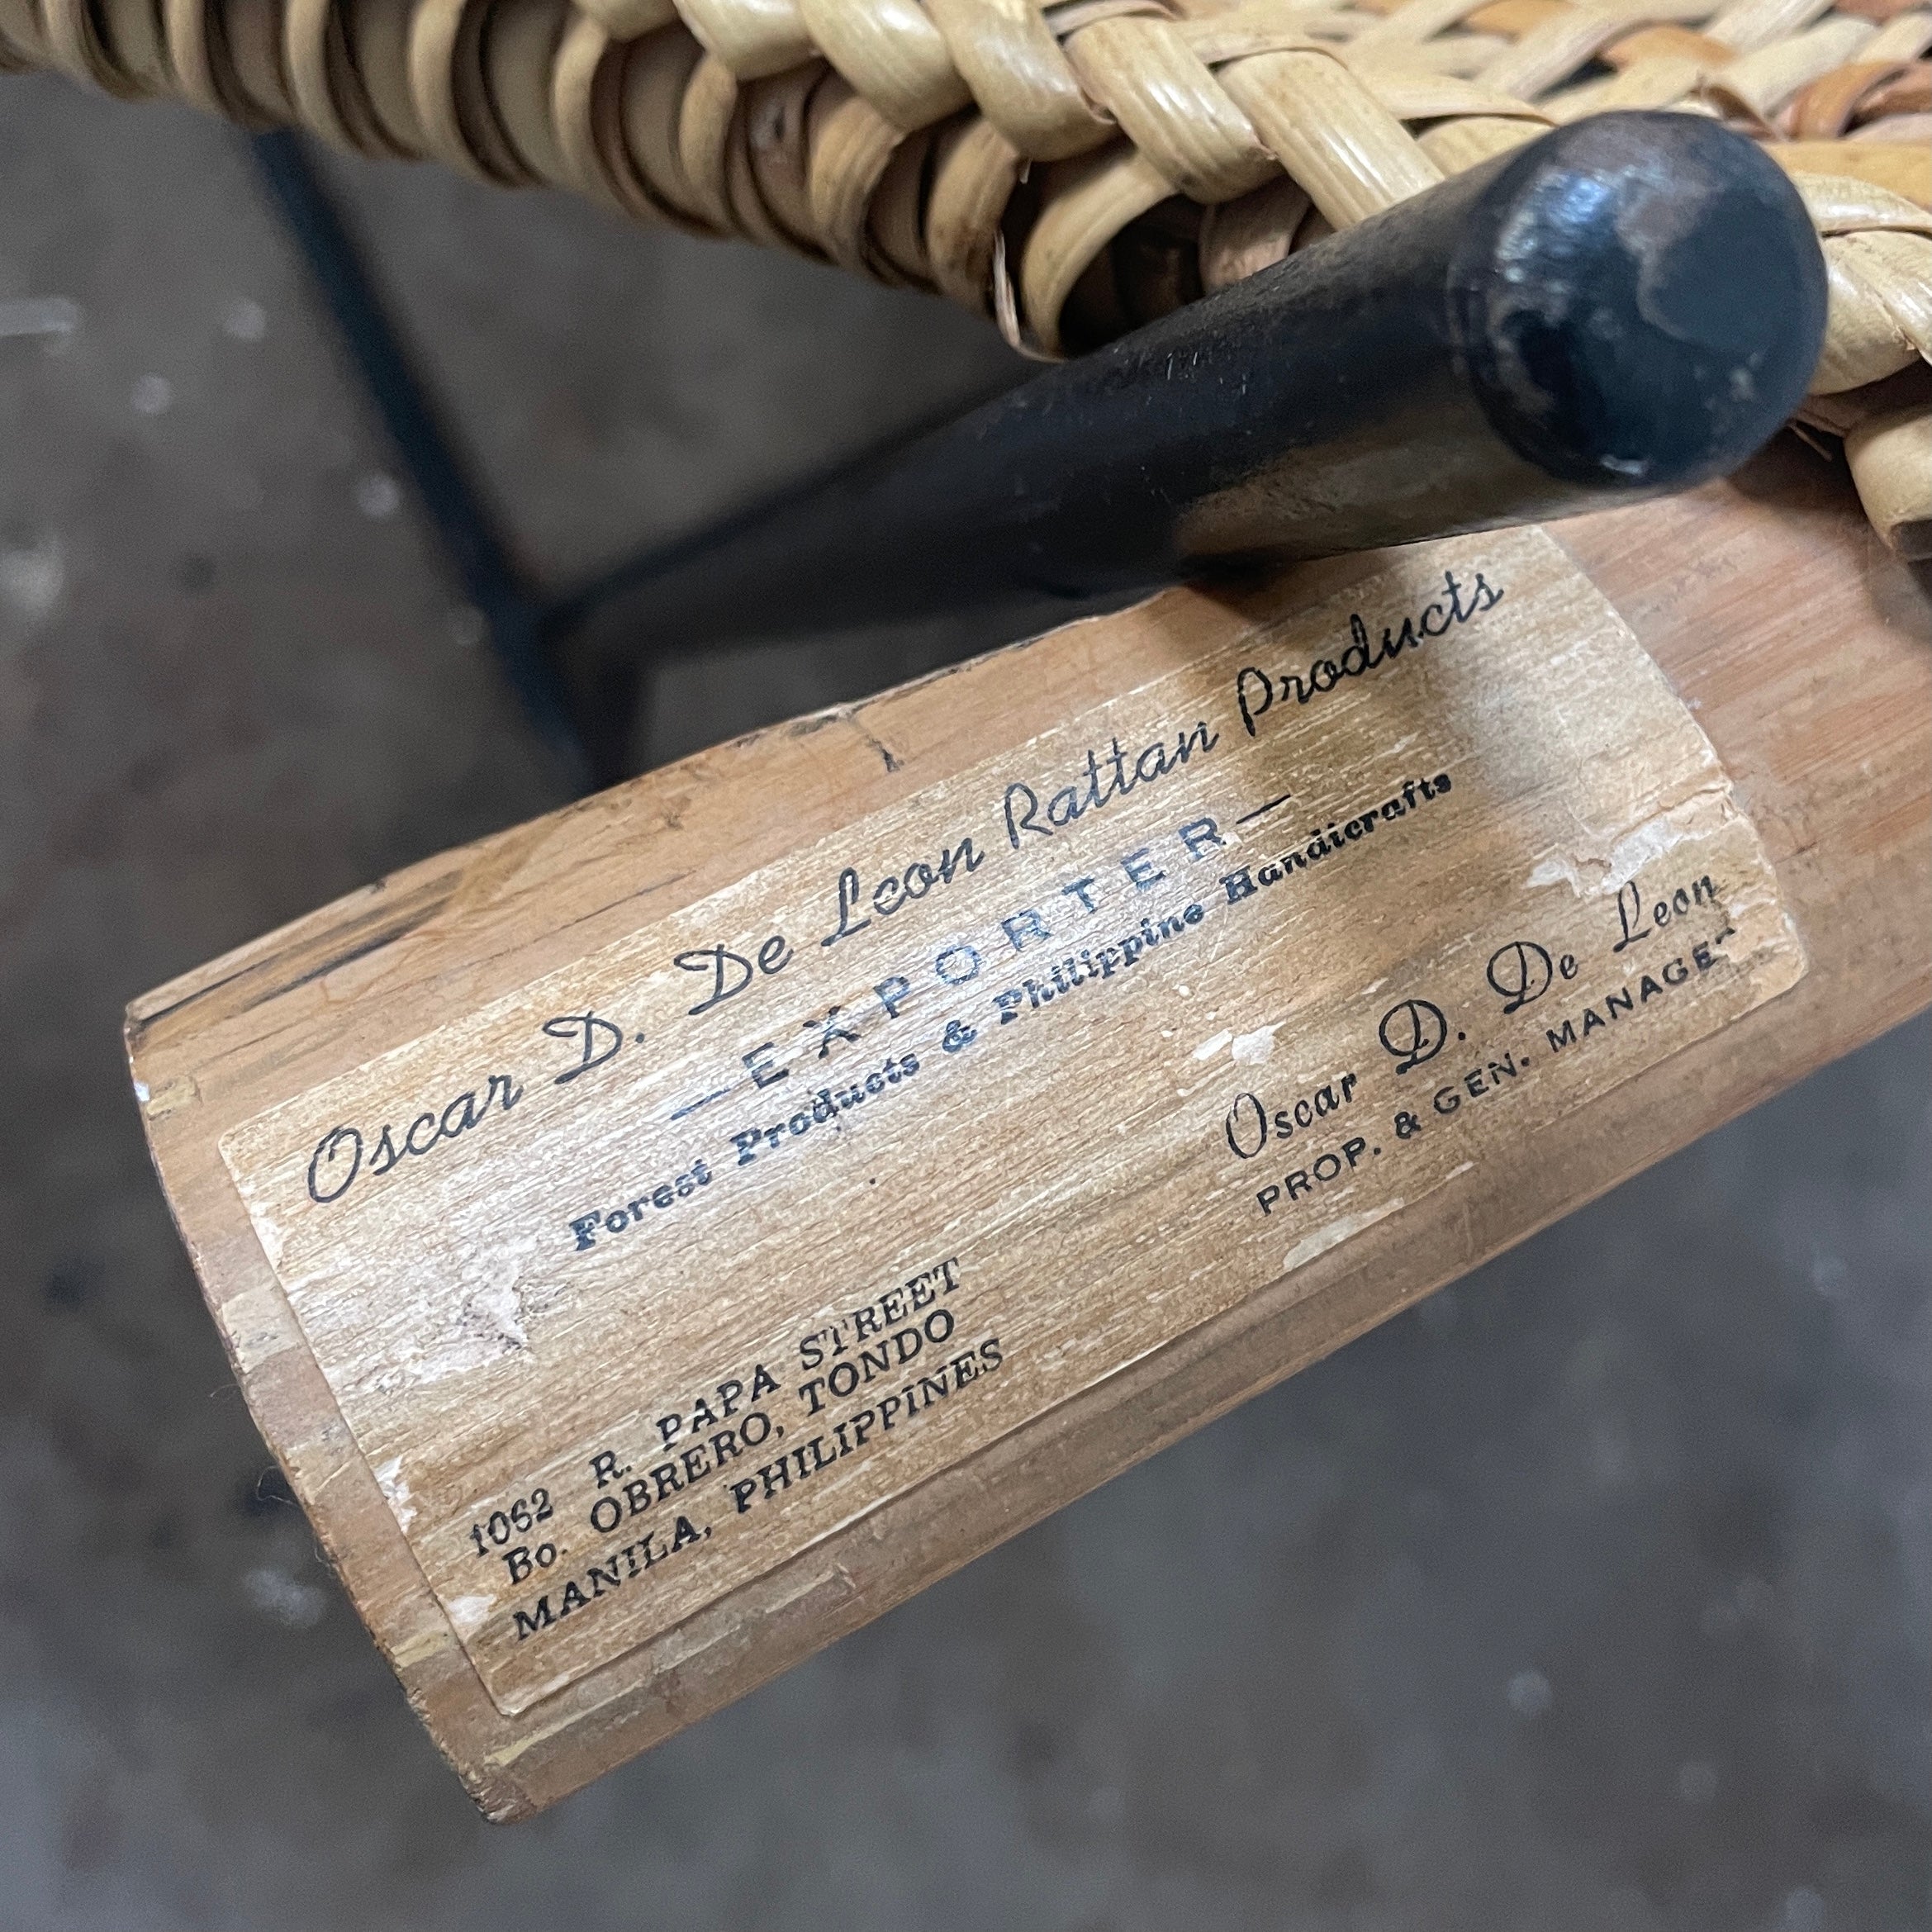 Oscar D. De Leon Rattan Products
—EXPORTER—
Forest Products & Philippine Handicrafts
Oscar D. De Leon
PROP. & GEN. MANAGER
1062 R. PAPA STREET
Bo. OBRERO, TONDO
MANILA, PHILIPPINES